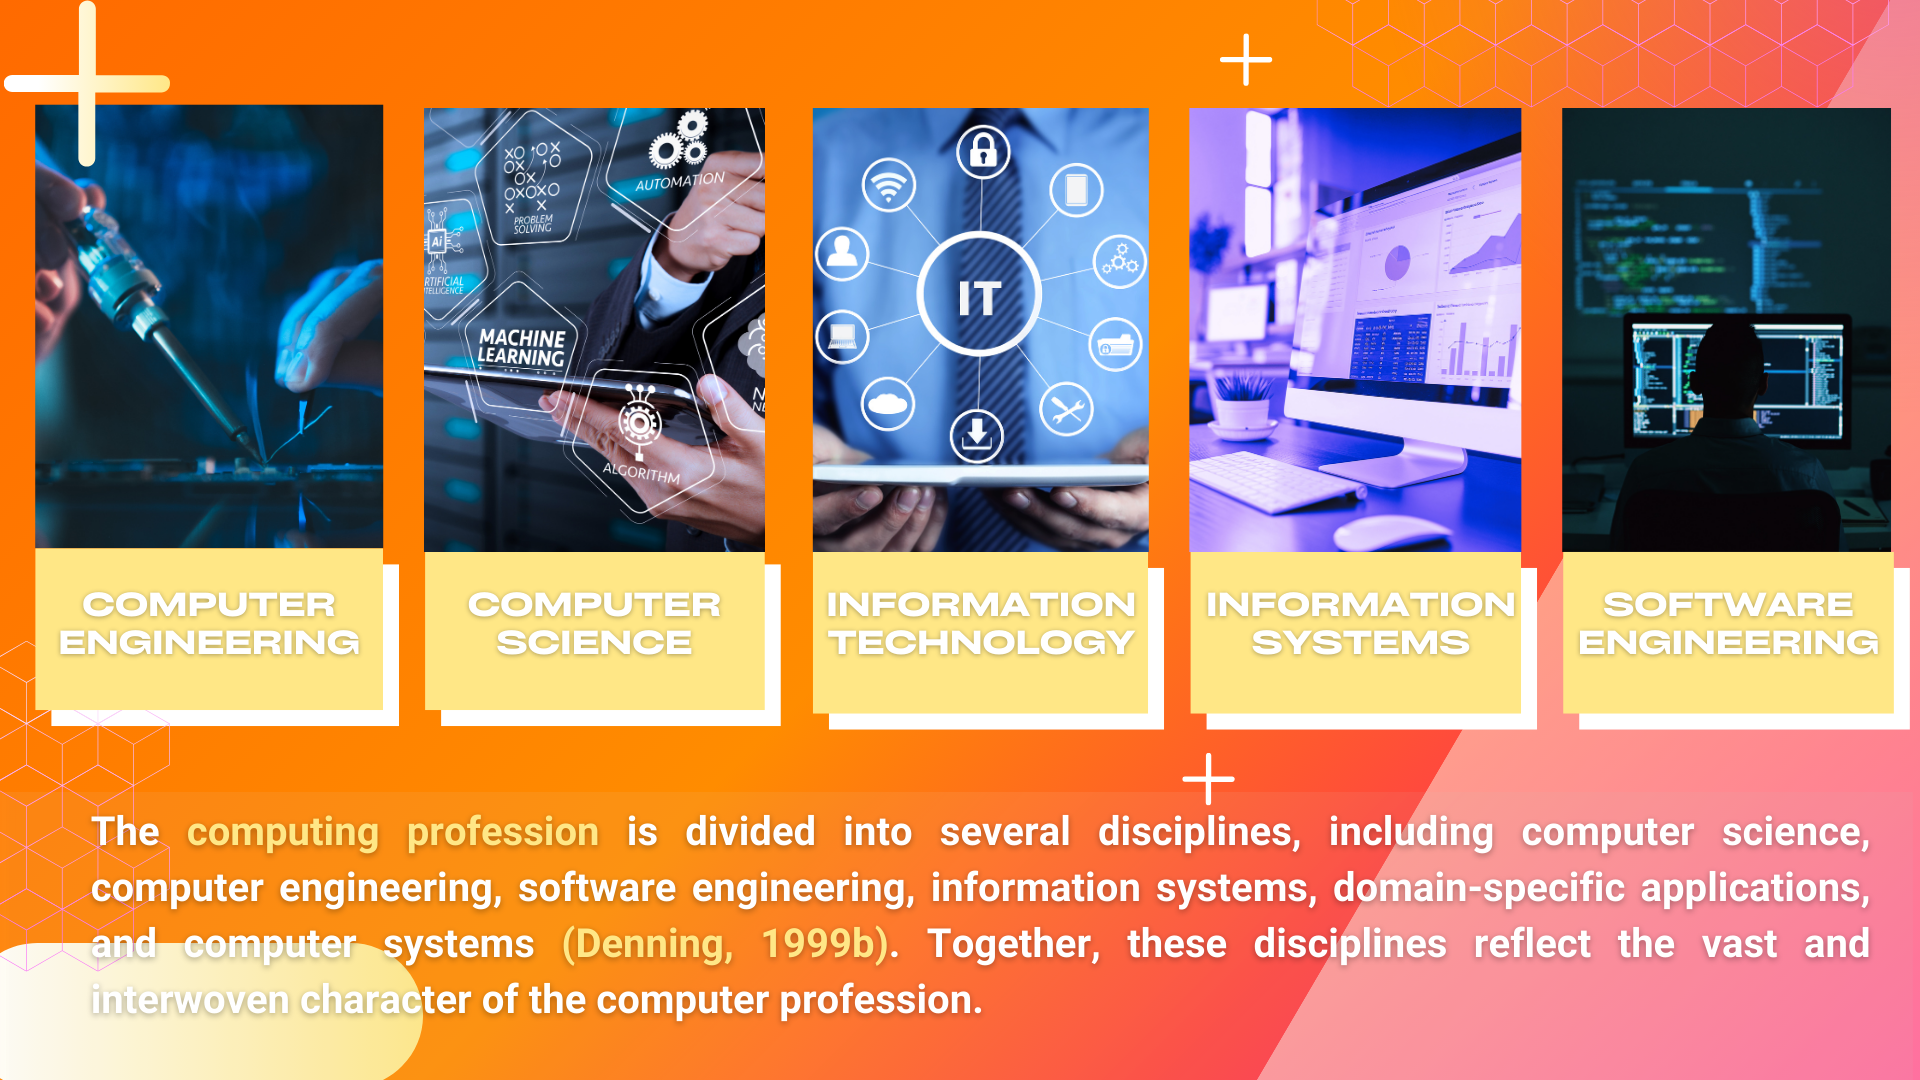 AUTOMATION
PROBLEM
SOLVING
Ai
MACHINE
LEARNING
ALGORITHM
IT
COMPUTER
ENGINEERING
COMPUTER
SCIENCE
INFORMATION
TECHNOLOGY
INFORMATION
SYSTEMS
SOFTWARE
ENGINEERING
The computing profession is divided into several disciplines, including computer science,
computer engineering, software engineering, information systems, domain-specific applications,
and computer systems (Denning, 1999b). Together, these disciplines reflect the vast and
interwoven character of the computer profession.